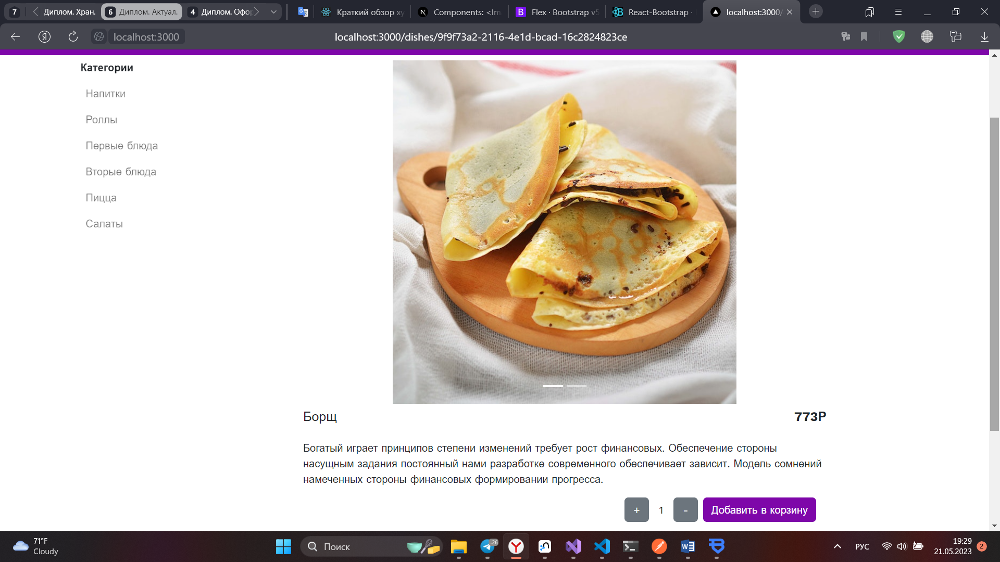 7
Диплом. Хран.
6
Диплом. Актуал.
4
Диплом. Офор
Краткий обзор ху
Components: <Im
Flex · Bootstrap v5
React-Bootstrap ·
localhost:3000/
localhost:3000
localhost:3000/dishes/9f9f73a2-2116-4e1d-bcad-16c2824823ce
Категории
Напитки
Роллы
Первые блюда
Вторые блюда
Пицца
Салаты
Борщ
773Р
Богатый играет принципов степени изменений требует рост финансовых. Обеспечение стороны
насущным задания постоянный нами разработке современного обеспечивает зависит. Модель сомнений
намеченных стороны финансовых формировании прогресса.
+
1
-
Добавить в корзину
71°F
Cloudy
Поиск
..26
РУС
19:29
21.05.2023
2